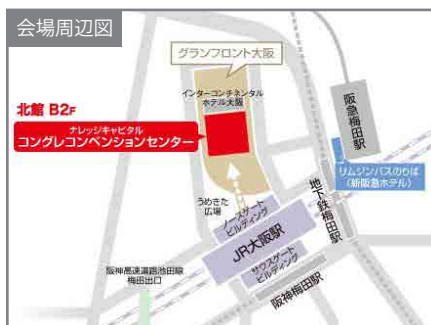 会場周辺図
グランフロント大阪
インターコンチネンタル
ホテル大阪
北館 B2F
ナレッジキャピタル
コングレコンベンションセンター
阪急梅田駅
リムジンバスのりば
(新阪急ホテル)
うめきた
広場
ノースゲート
ビルディング
地下鉄梅田駅
JR大阪駅
サウスゲート
ビルディング
阪神高速道路池田線
梅田出口
阪神梅田駅